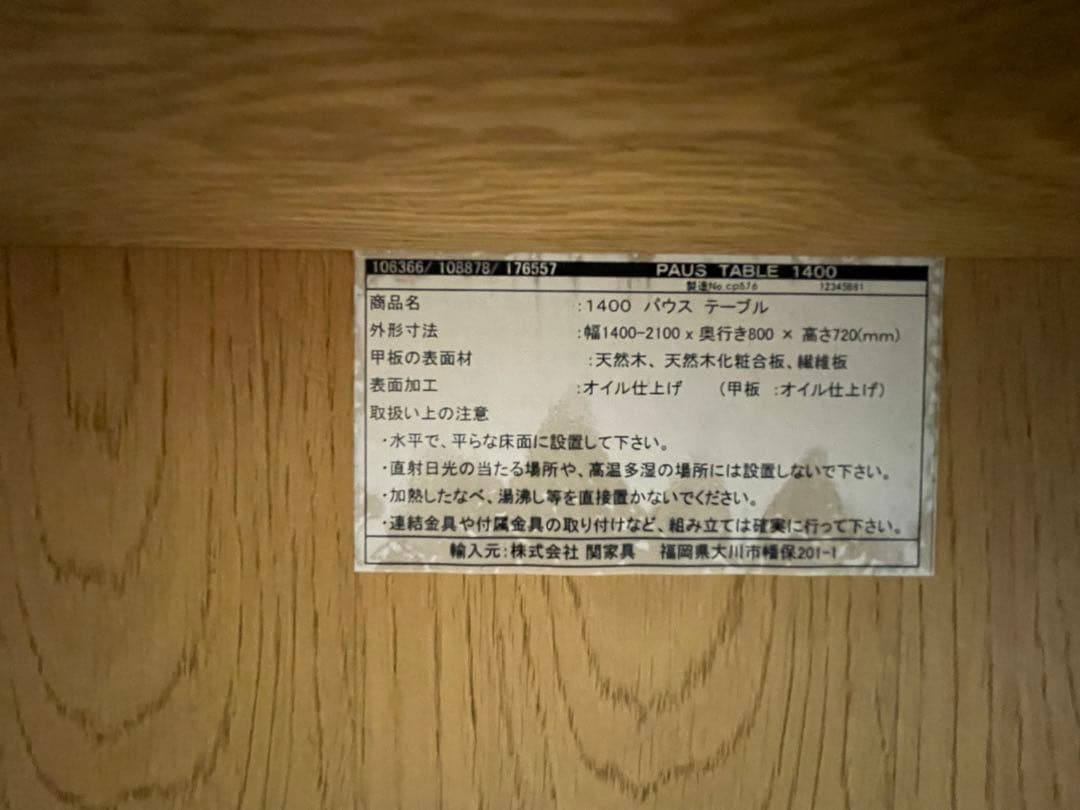 106366/ 108878/ 176557 PAUS TABLE 1400
製造No.cp576 12345881
商品名 :1400 パウス テーブル
外形寸法 :幅1400-2100 x 奥行き800 × 高さ720(mm)
甲板の表面材 :天然木、天然木化粧合板、繊維板
表面加工 :オイル仕上げ (甲板 :オイル仕上げ)
取扱い上の注意
・水平で、平らな床面に設置して下さい。
・直射日光の当たる場所や、高温多湿の場所には設置しないで下さい。
・加熱したなべ、湯沸し等を直接置かないでください。
・連結金具や付属金具の取り付けなど、組み立ては確実に行って下さい。
輸入元:株式会社 関家具 福岡県大川市幡保201-1